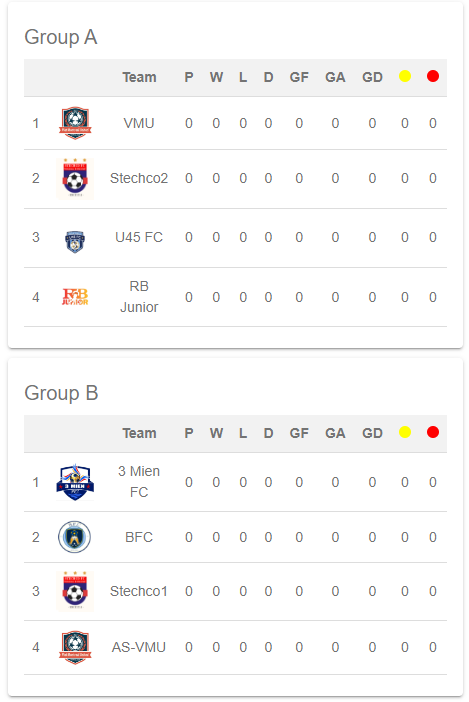 Group A
Team P W L D GF GA GD
1 VMU 0 0 0 0 0 0 0 0 0
2 Stechco2 0 0 0 0 0 0 0 0 0
3 U45 FC 0 0 0 0 0 0 0 0 0
RB
4 Junior 0 0 0 0 0 0 0 0 0
Group B
Team P W L D GF GA GD
3 Mien
1 FC 0 0 0 0 0 0 0 0 0
3 MIEN
2 BFC 0 0 0 0 0 0 0 0 0
3 Stechco1 0 0 0 0 0 0 0 0 0
4 AS-VMU 0 0 0 0 0 0 0 0 0